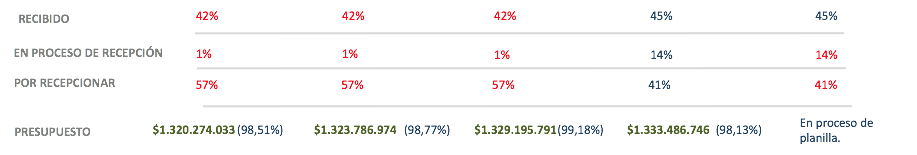 RECIBIDO 42% 42% 42% 45% 45%
EN PROCESO DE RECEPCIÓN 1% 1% 1% 14% 14%
POR RECEPCIONAR 57% 57% 57% 41% 41%
PRESUPUESTO $1.320.274.033 (98,51%) $1.323.786.974 (98,77%) $1.329.195.791 (99,18%) $1.333.486.746 (98,13%) En proceso de
planilla.